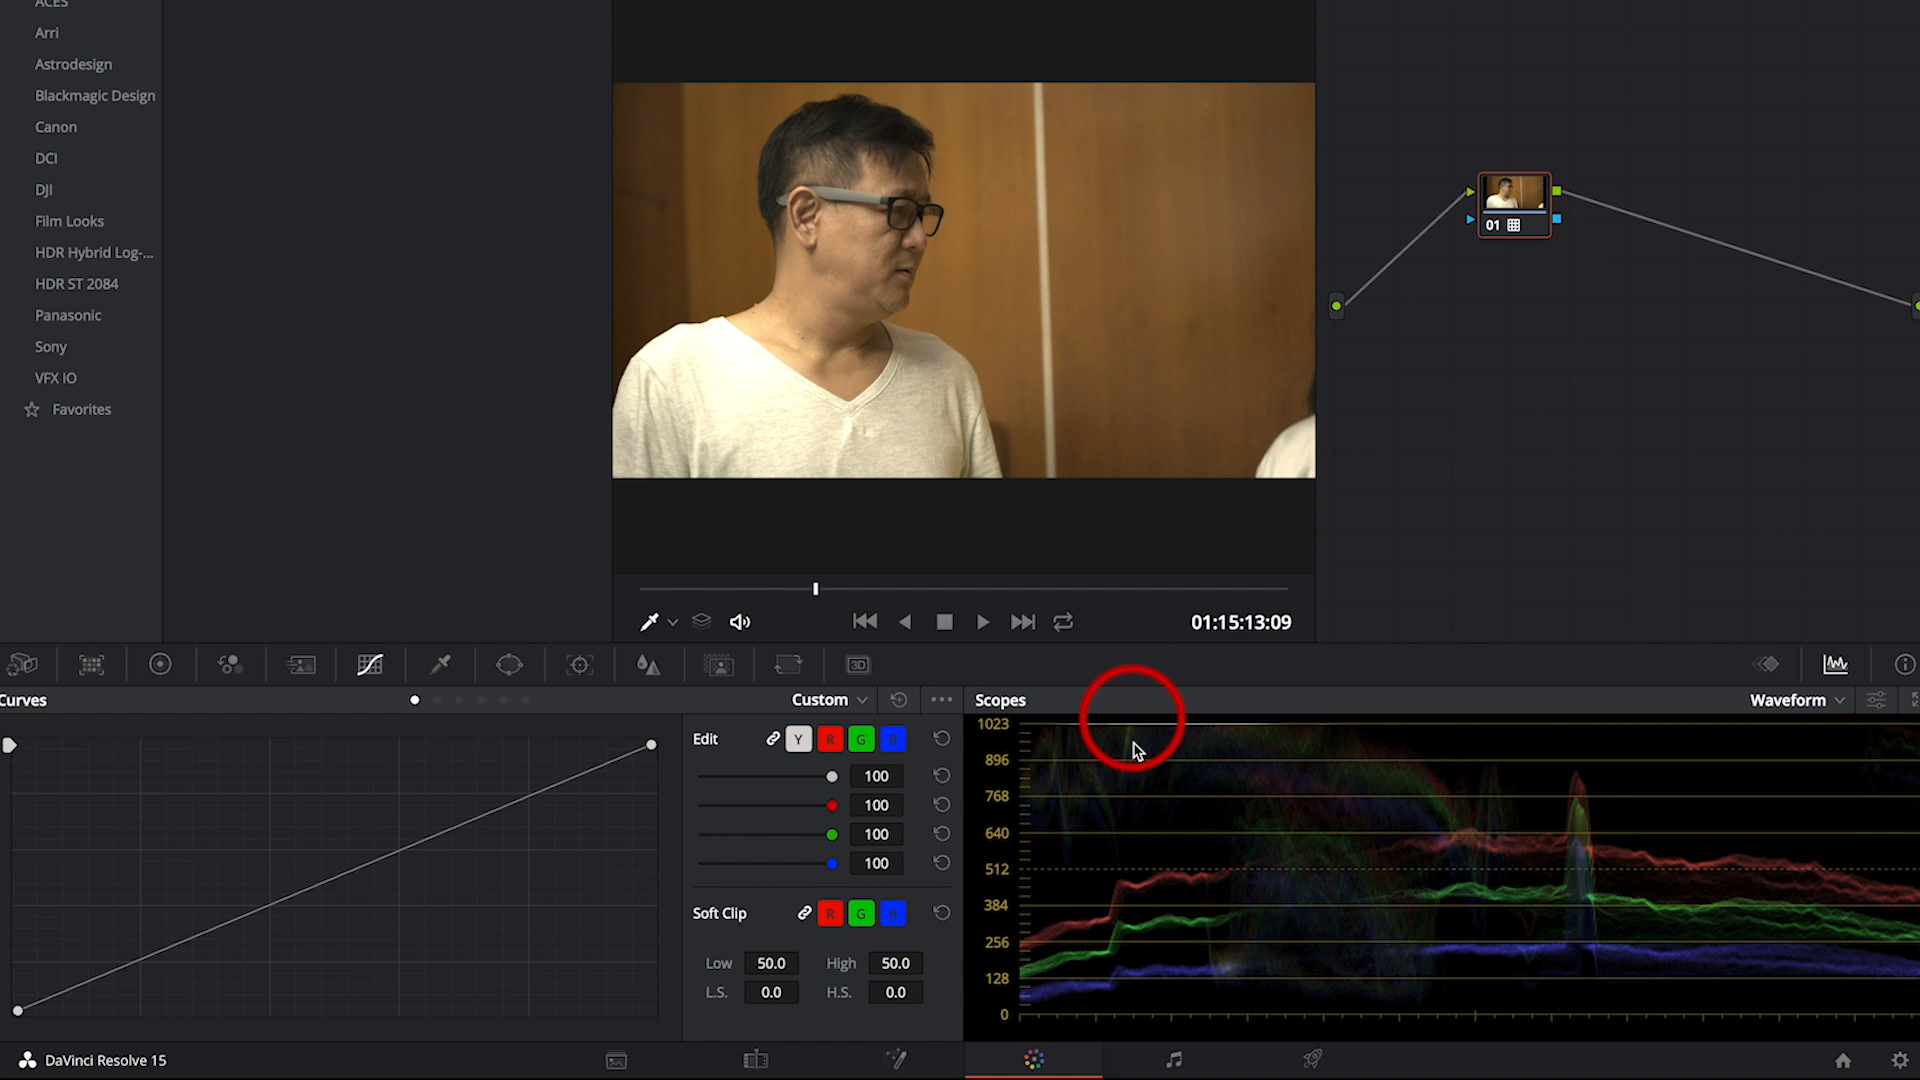 ACES
Arri
Astrodesign
Blackmagic Design
Canon
DCI
DJI
Film Looks
HDR Hybrid Log-...
HDR ST 2084
Panasonic
Sony
VFX IO
Favorites
01
01:15:13:09
3D
Curves
Custom
Scopes
Waveform
Edit
Y R G B
100
100
100
100
Soft Clip
R G B
Low 50.0 High 50.0
L.S. 0.0 H.S. 0.0
1023
896
768
640
512
384
256
128
0
DaVinci Resolve 15